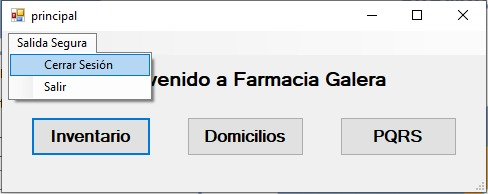 principal
Salida Segura
Cerrar Sesión
Salir
venido a Farmacia Galera
Inventario
Domicilios
PQRS